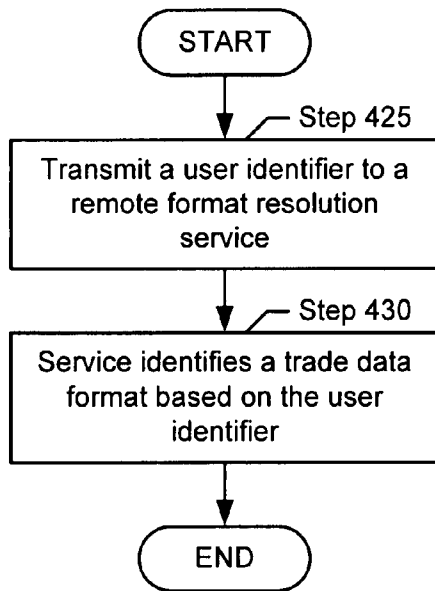 START
Step 425
Transmit a user identifier to a
remote format resolution
service
Step 430
Service identifies a trade data
format based on the user
identifier
END